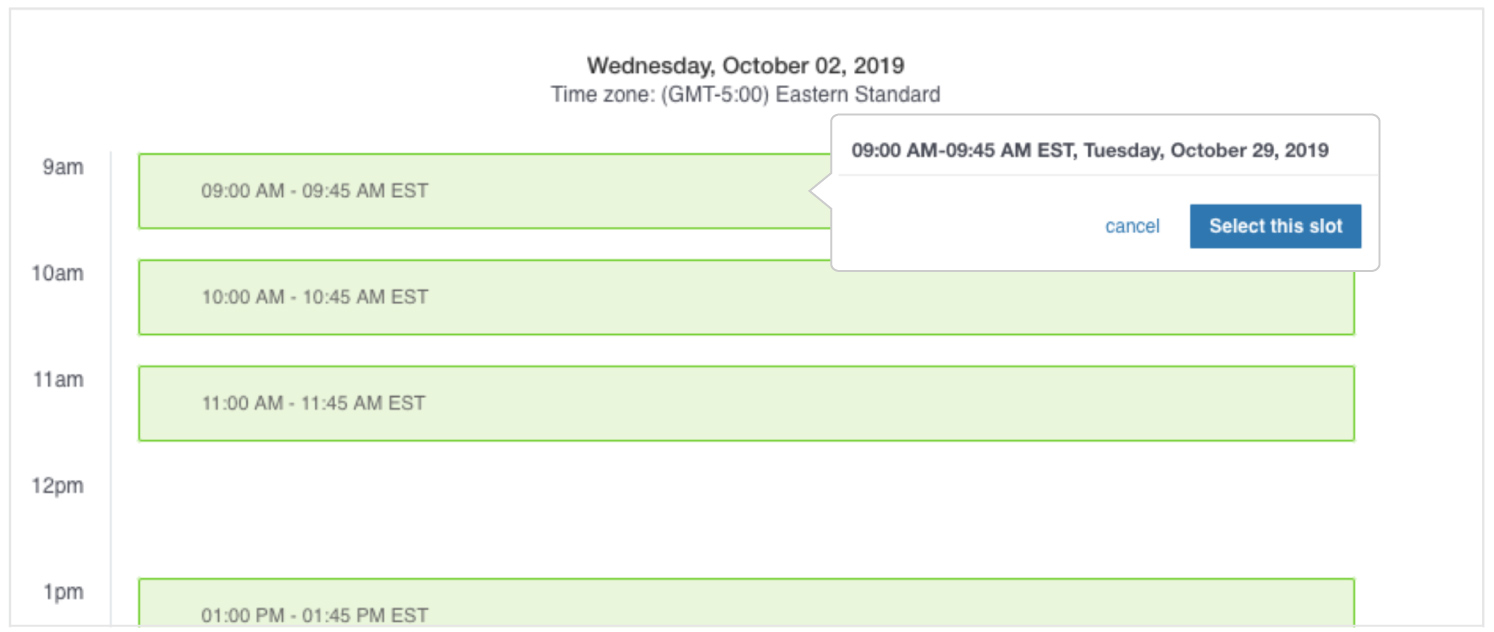 Wednesday, October 02, 2019
Time zone: (GMT-5:00) Eastern Standard
09:00 AM-09:45 AM EST, Tuesday, October 29, 2019
cancel
Select this slot
9am
09:00 AM - 09:45 AM EST
10am
10:00 AM - 10:45 AM EST
11am
11:00 AM - 11:45 AM EST
12pm
1pm
01:00 PM - 01:45 PM EST